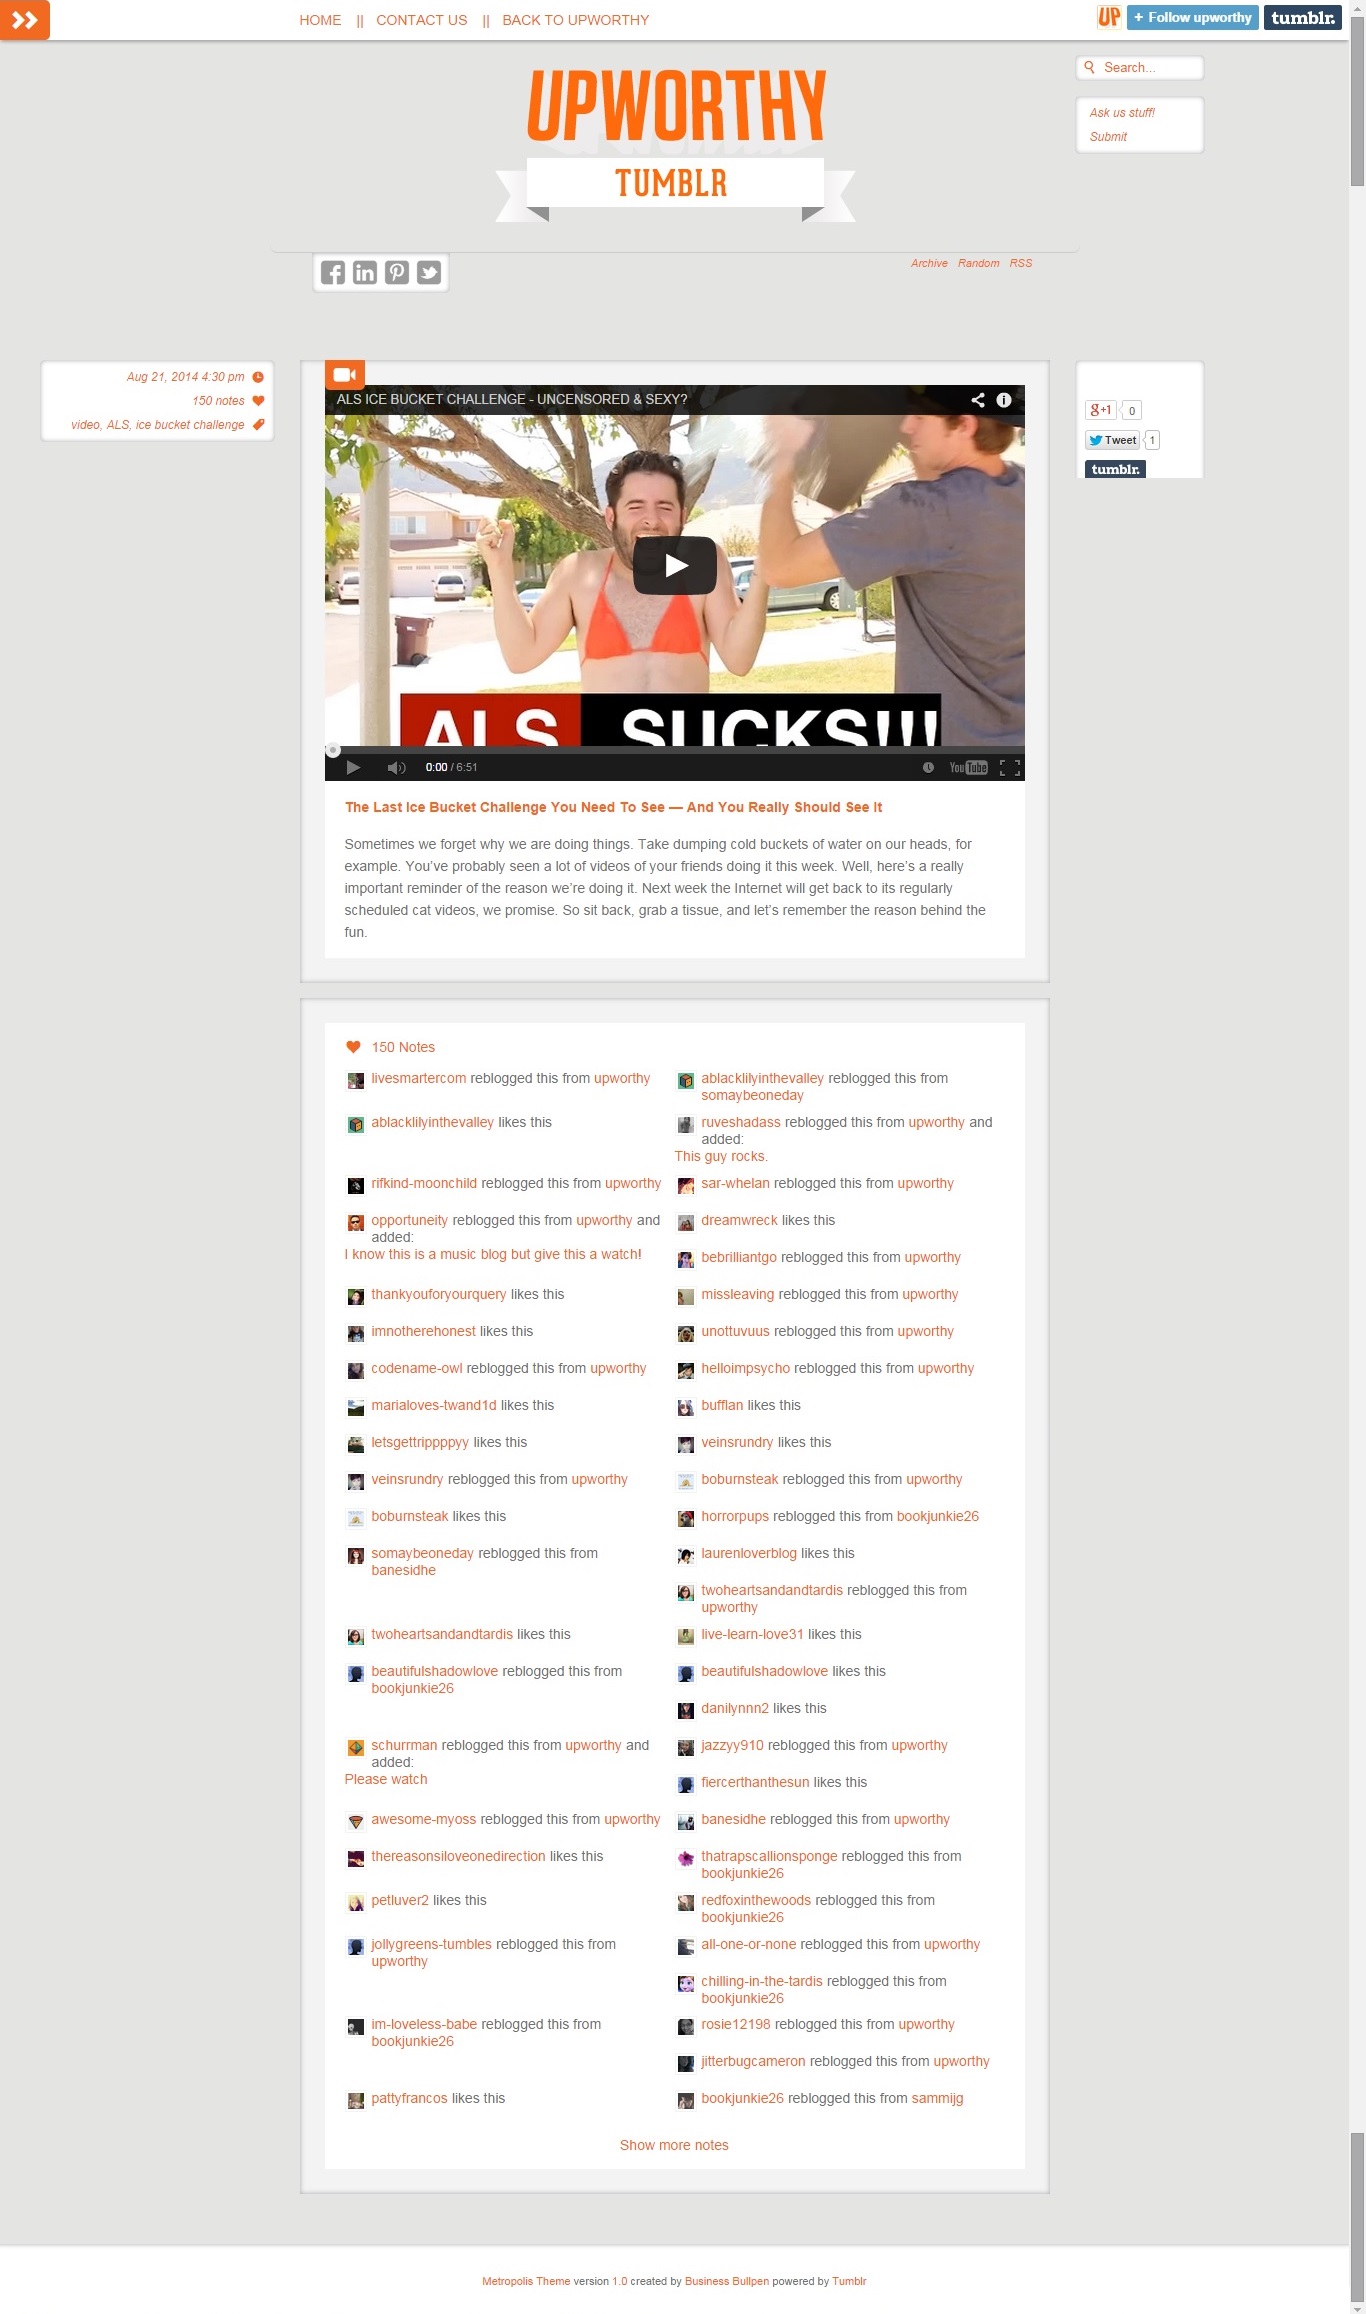 HOME || CONTACT US || BACK TO UPWORTHY
UP + Follow upworthy tumblr.
Search...
Ask us stuff!
Submit
UPWORTHY
TUMBLR
Archive Random RSS
Aug 21, 2014 4:30 pm
150 notes
video, ALS, ice bucket challenge
g+1 0
Tweet 1
tumblr.
ALS ICE BUCKET CHALLENGE - UNCENSORED & SEXY?
ALS SUCKS!!!
0:00 / 6:51 YouTube
The Last Ice Bucket Challenge You Need To See — And You Really Should See It
Sometimes we forget why we are doing things. Take dumping cold buckets of water on our heads, for
example. You've probably seen a lot of videos of your friends doing it this week. Well, here's a really
important reminder of the reason we're doing it. Next week the Internet will get back to its regularly
scheduled cat videos, we promise. So sit back, grab a tissue, and let's remember the reason behind the
fun.
150 Notes
livesmartercom reblogged this from upworthy
ablacklilyinthevalley reblogged this from
somaybeoneday
ablacklilyinthevalley likes this
ruveshadass reblogged this from upworthy and
added:
This guy rocks.
rifkind-moonchild reblogged this from upworthy
sar-whelan reblogged this from upworthy
opportuneity reblogged this from upworthy and
added:
I know this is a music blog but give this a watch!
dreamwreck likes this
bebrilliantgo reblogged this from upworthy
thankyouforyourquery likes this
missleaving reblogged this from upworthy
imnotherehonest likes this
unottuvuus reblogged this from upworthy
codename-owl reblogged this from upworthy
helloimpsycho reblogged this from upworthy
marialoves-twand1d likes this
bufflan likes this
letsgettrippppyy likes this
veinsrundry likes this
veinsrundry reblogged this from upworthy
boburnsteak reblogged this from upworthy
boburnsteak likes this
horrorpups reblogged this from bookjunkie26
somaybeoneday reblogged this from
banesidhe
laurenloverblog likes this
twoheartsandandtardis reblogged this from
upworthy
twoheartsandandtardis likes this
live-learn-love31 likes this
beautifulshadowlove reblogged this from
bookjunkie26
beautifulshadowlove likes this
danilynnn2 likes this
schurrman reblogged this from upworthy and
added:
Please watch
jazzyy910 reblogged this from upworthy
fiercerthanthesun likes this
awesome-myoss reblogged this from upworthy
banesidhe reblogged this from upworthy
thereasonsiloveonedirection likes this
thatrapscallionsponge reblogged this from
bookjunkie26
petluver2 likes this
redfoxinthewoods reblogged this from
bookjunkie26
jollygreens-tumbles reblogged this from
upworthy
all-one-or-none reblogged this from upworthy
chilling-in-the-tardis reblogged this from
bookjunkie26
im-loveless-babe reblogged this from
bookjunkie26
rosie12198 reblogged this from upworthy
jitterbugcameron reblogged this from upworthy
pattyfrancos likes this
bookjunkie26 reblogged this from sammijg
Show more notes
Metropolis Theme version 1.0 created by Business Bullpen powered by Tumblr